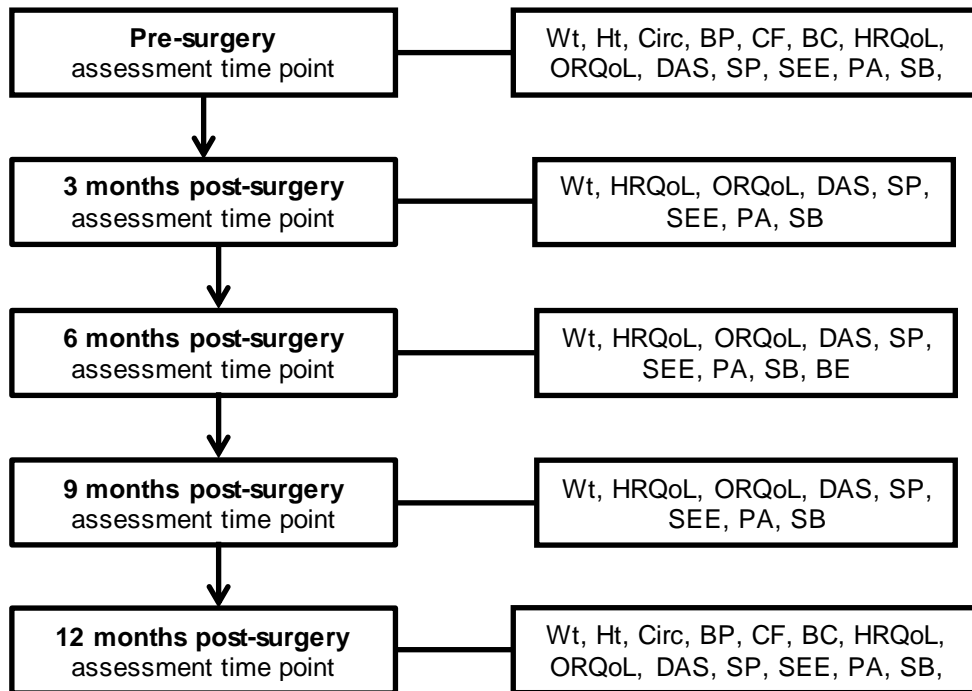 Pre-surgery
assessment time point
Wt, Ht, Circ, BP, CF, BC, HRQoL,
ORQoL, DAS, SP, SEE, PA, SB,
3 months post-surgery
assessment time point
Wt, HRQoL, ORQoL, DAS, SP,
SEE, PA, SB
6 months post-surgery
assessment time point
Wt, HRQoL, ORQoL, DAS, SP,
SEE, PA, SB, BE
9 months post-surgery
assessment time point
Wt, HRQoL, ORQoL, DAS, SP,
SEE, PA, SB
12 months post-surgery
assessment time point
Wt, Ht, Circ, BP, CF, BC, HRQoL,
ORQoL, DAS, SP, SEE, PA, SB,